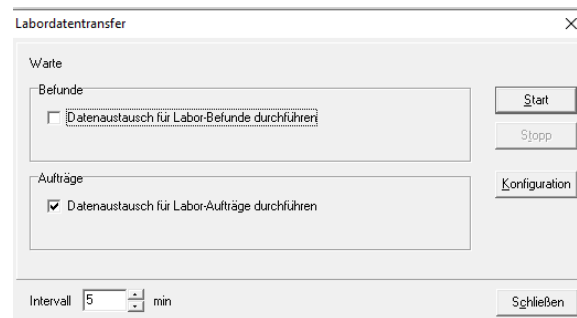 Labordatentransfer
Warte
Befunde
Datenaustausch für Labor-Befunde durchführen
Start
Stopp
Aufträge
Konfiguration
Datenaustausch für Labor-Aufträge durchführen
Intervall 5 min
Schließen